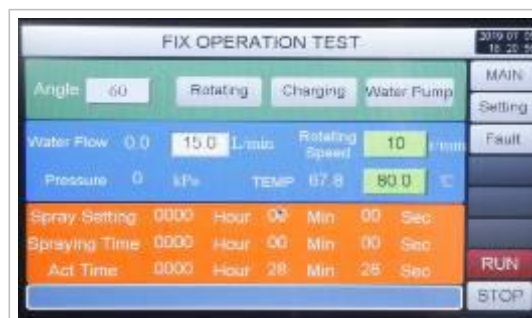 FIX OPERATION TEST
MAIN
Angle 60 Rotating Charging Water Pump
Setting
Water Flow 0.0 15.0 L/min Rotating Speed 10 r/min
Fault
Pressure 0 kPa TEMP 67.8 80.0 ℃
Spray Setting 0000 Hour 00 Min 00 Sec
Spraying Time 0000 Hour 00 Min 00 Sec
Act Time 0000 Hour 28 Min 28 Sec
RUN
STOP